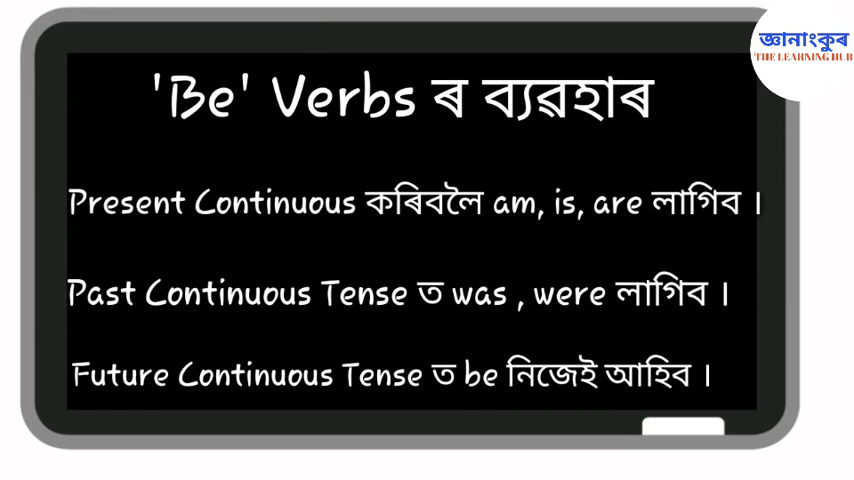 জ্ঞানাংকুৰ
THE LEARNING HUB
'Be' Verbs ৰ ব্যৱহাৰ
Present Continuous কৰিবলৈ am, is, are লাগিব ।
Past Continuous Tense ত was , were লাগিব ।
Future Continuous Tense ত be নিজেই আহিব ।